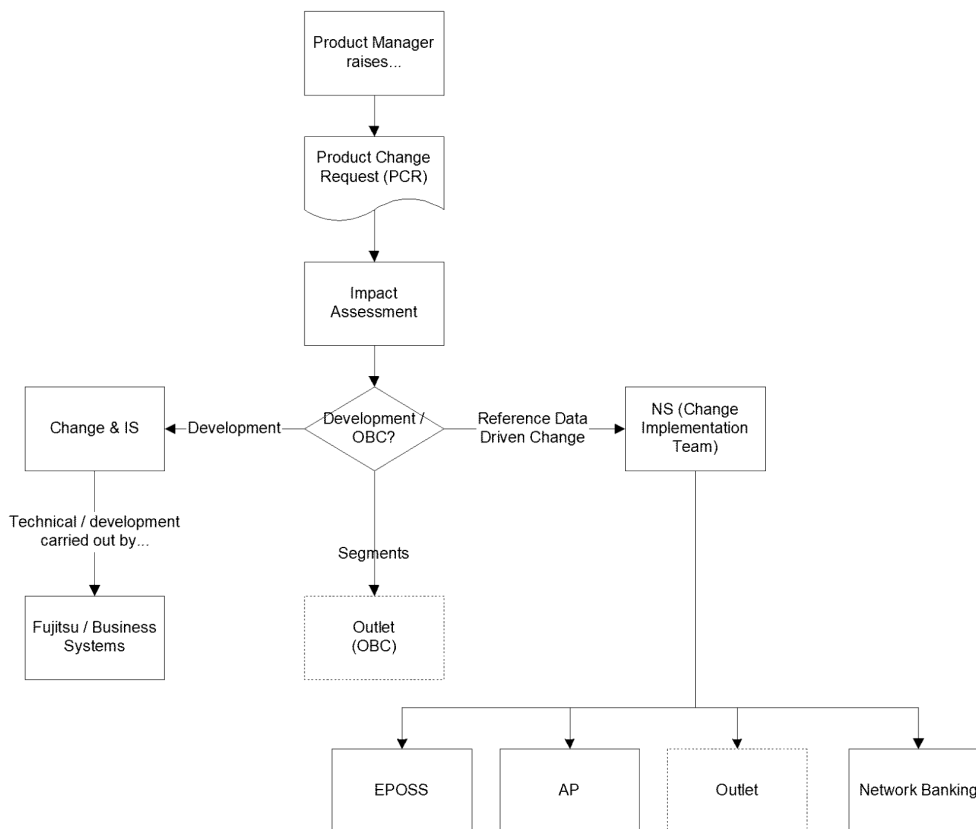 Product Manager
raises...
Product Change
Request (PCR)
Impact
Assessment
Change & IS
Development
Development /
OBC?
Reference Data
Driven Change
NS (Change
Implementation
Team)
Technical / development
carried out by...
Segments
Fujitsu / Business
Systems
Outlet
(OBC)
EPOSS
AP
Outlet
Network Banking